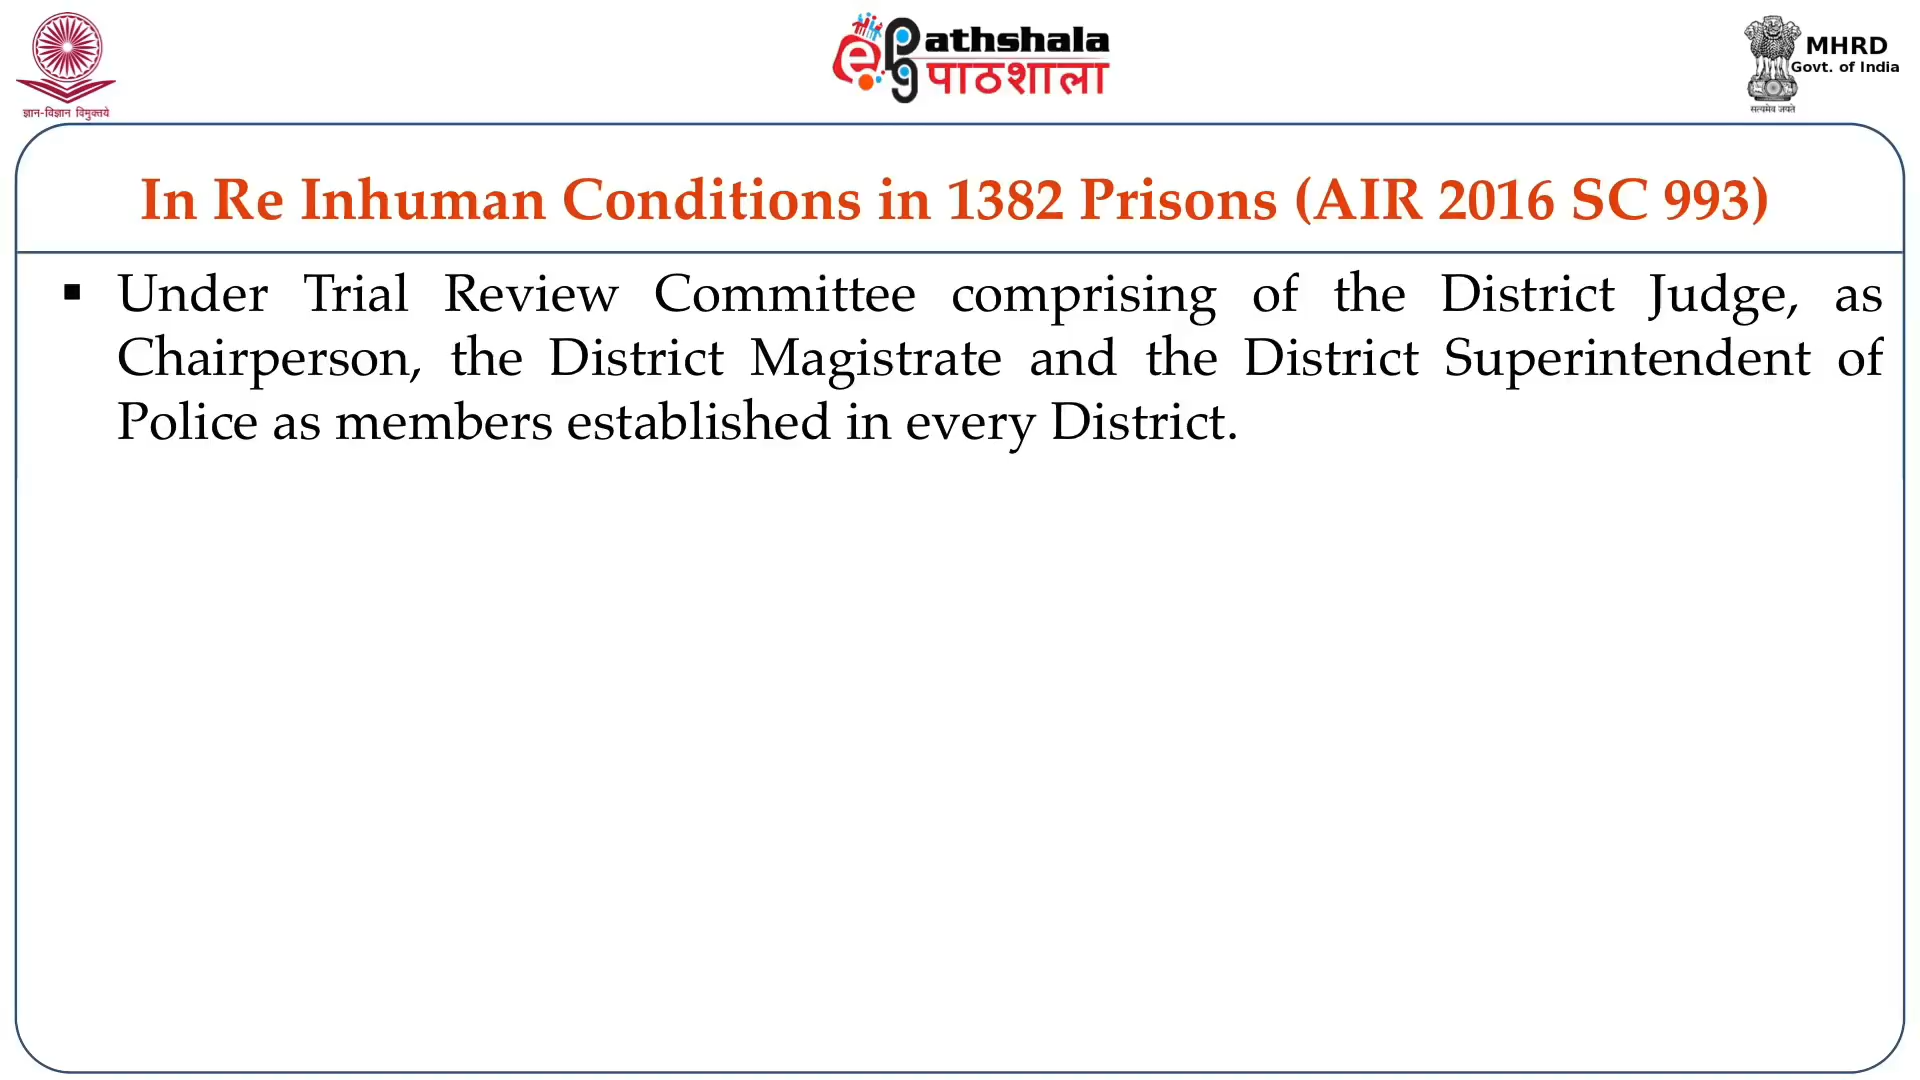 ज्ञान-विज्ञान विमुक्तये
e pg Pathshala
पाठशाला
MHRD
Govt. of India
सत्यमेव जयते
In Re Inhuman Conditions in 1382 Prisons (AIR 2016 SC 993)
▪ Under Trial Review Committee comprising of the District Judge, as
Chairperson, the District Magistrate and the District Superintendent of
Police as members established in every District.